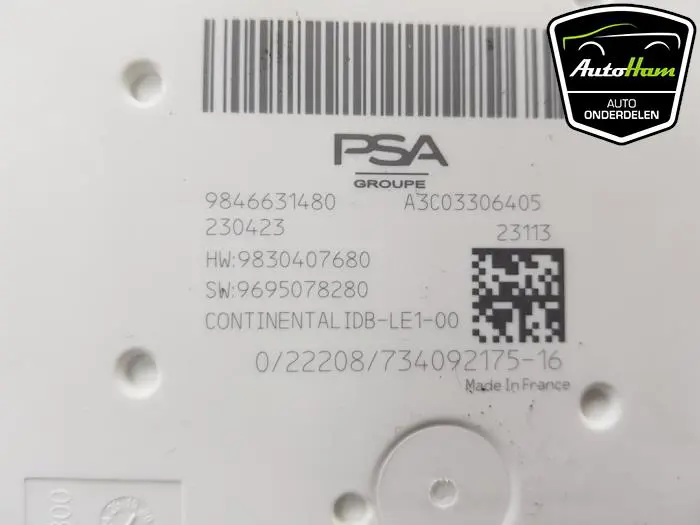 AutoHam
AUTO
ONDERDELEN
PSA
GROUPE
9846631480 A3C03306405
230423 23113
HW:9830407680
SW:9695078280
CONTINENTALIDB-LE1-00
0/22208/734092175-16
Made In France